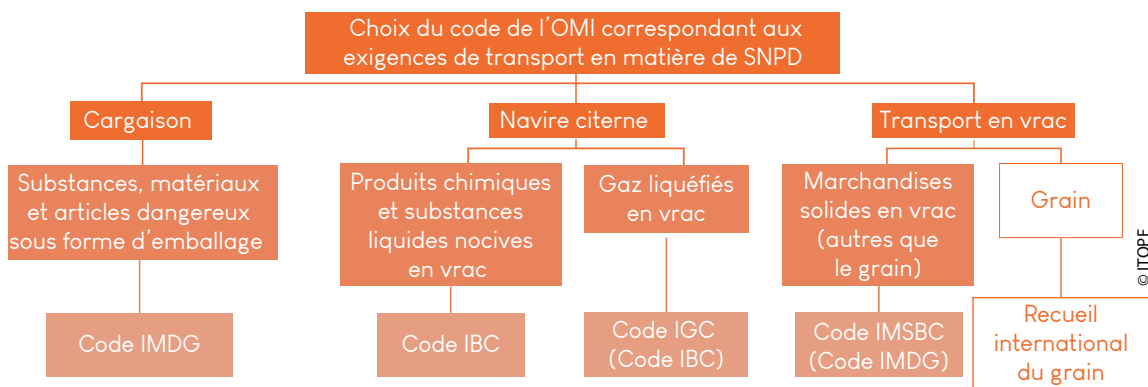 Choix du code de l'OMI correspondant aux
exigences de transport en matière de SNPD
Cargaison
Navire citerne
Transport en vrac
Substances, matériaux
et articles dangereux
sous forme d'emballage
Produits chimiques
et substances
liquides nocives
en vrac
Gaz liquéfiés
en vrac
Marchandises
solides en vrac
(autres que
le grain)
Grain
Code IMDG
Code IBC
Code IGC
(Code IBC)
Code IMSBC
(Code IMDG)
Recueil
international
du grain
© ITOPF